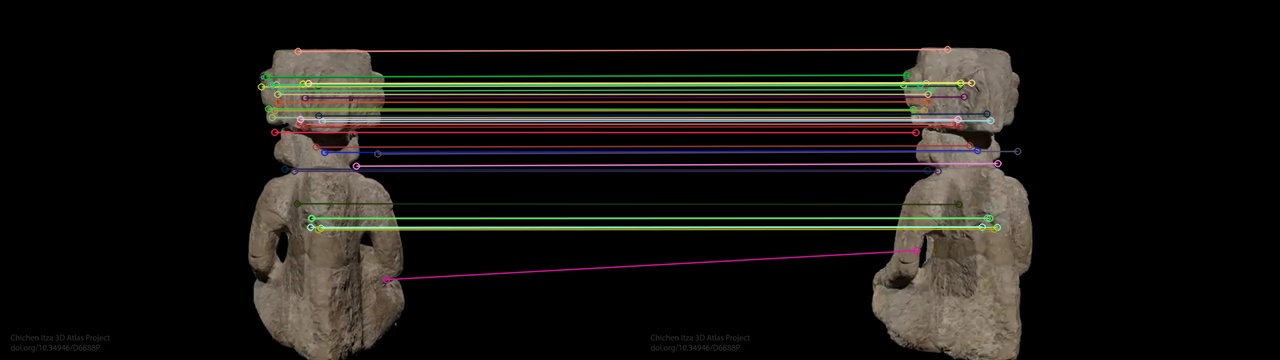 Chichen Itza 3D Atlas Project
doi.org/10.34946/D6B88P
Chichen Itza 3D Atlas Project
doi.org/10.34946/D6B88P